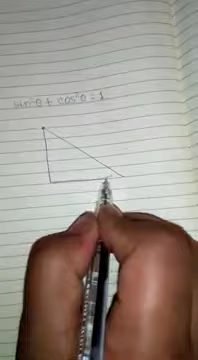 sin²θ + cos²θ = 1